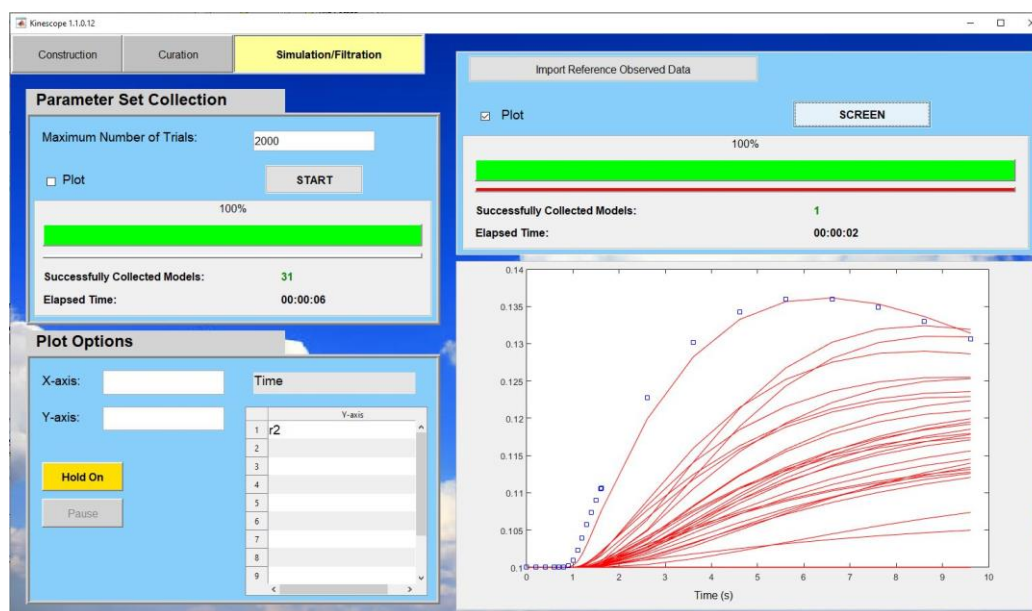 Kinescope 1.1.0.12
Construction
Curation
Simulation/Filtration
Parameter Set Collection
Maximum Number of Trials:
2000
Plot
START
100%
Successfully Collected Models:
31
Elapsed Time:
00:00:06
Plot Options
X-axis:
Time
Y-axis:
Y-axis
1
r2
2
3
4
5
6
7
8
9
Hold On
Pause
Import Reference Observed Data
Plot
SCREEN
100%
Successfully Collected Models:
1
Elapsed Time:
00:00:02
0.14
0.135
0.13
0.125
0.12
0.115
0.11
0.105
0.1
0 1 2 3 4 5 6 7 8 9 10
Time (s)